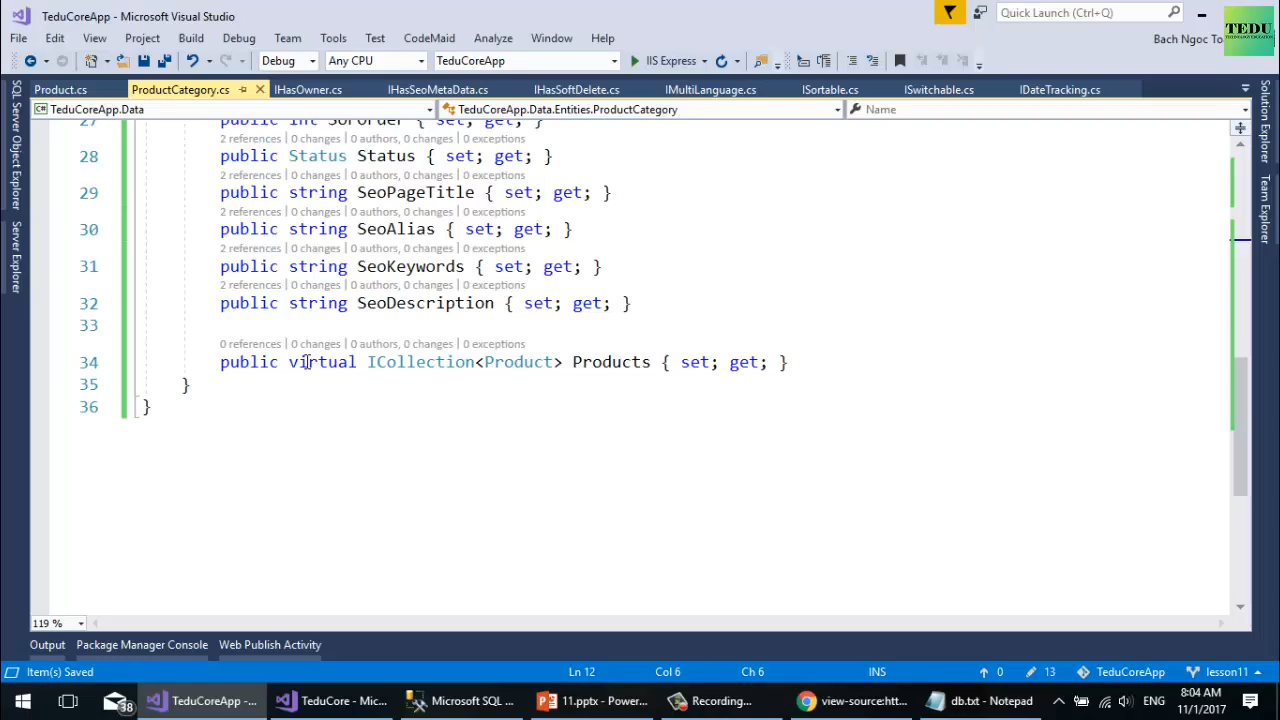 TeduCoreApp - Microsoft Visual Studio
Quick Launch (Ctrl+Q)
TEDU
File Edit View Project Build Debug Team Tools Test CodeMaid Analyze Window Help
Bach Ngoc To
Debug Any CPU TeduCoreApp IIS Express
Product.cs ProductCategory.cs IHasOwner.cs IHasSeoMetaData.cs IHasSoftDelete.cs IMultiLanguage.cs ISortable.cs ISwitchable.cs IDateTracking.cs
TeduCoreApp.Data TeduCoreApp.Data.Entities.ProductCategory Name
27 public int SortOrder { set; get; }
2 references | 0 changes | 0 authors, 0 changes | 0 exceptions
28 public Status Status { set; get; }
2 references | 0 changes | 0 authors, 0 changes | 0 exceptions
29 public string SeoPageTitle { set; get; }
2 references | 0 changes | 0 authors, 0 changes | 0 exceptions
30 public string SeoAlias { set; get; }
2 references | 0 changes | 0 authors, 0 changes | 0 exceptions
31 public string SeoKeywords { set; get; }
2 references | 0 changes | 0 authors, 0 changes | 0 exceptions
32 public string SeoDescription { set; get; }
33
0 references | 0 changes | 0 authors, 0 changes | 0 exceptions
34 public virtual ICollection<Product> Products { set; get; }
35 }
36 }
SQL Server Object Explorer
Server Explorer
Solution Explorer
Team Explorer
119 %
Output Package Manager Console Web Publish Activity
Item(s) Saved Ln 12 Col 6 Ch 6 INS 0 13 TeduCoreApp lesson11
38 TeduCoreApp -... TeduCore - Mic... Microsoft SQL ... 11.pptx - Power... Recording... view-source:htt... db.txt - Notepad ENG 8:04 AM
11/1/2017